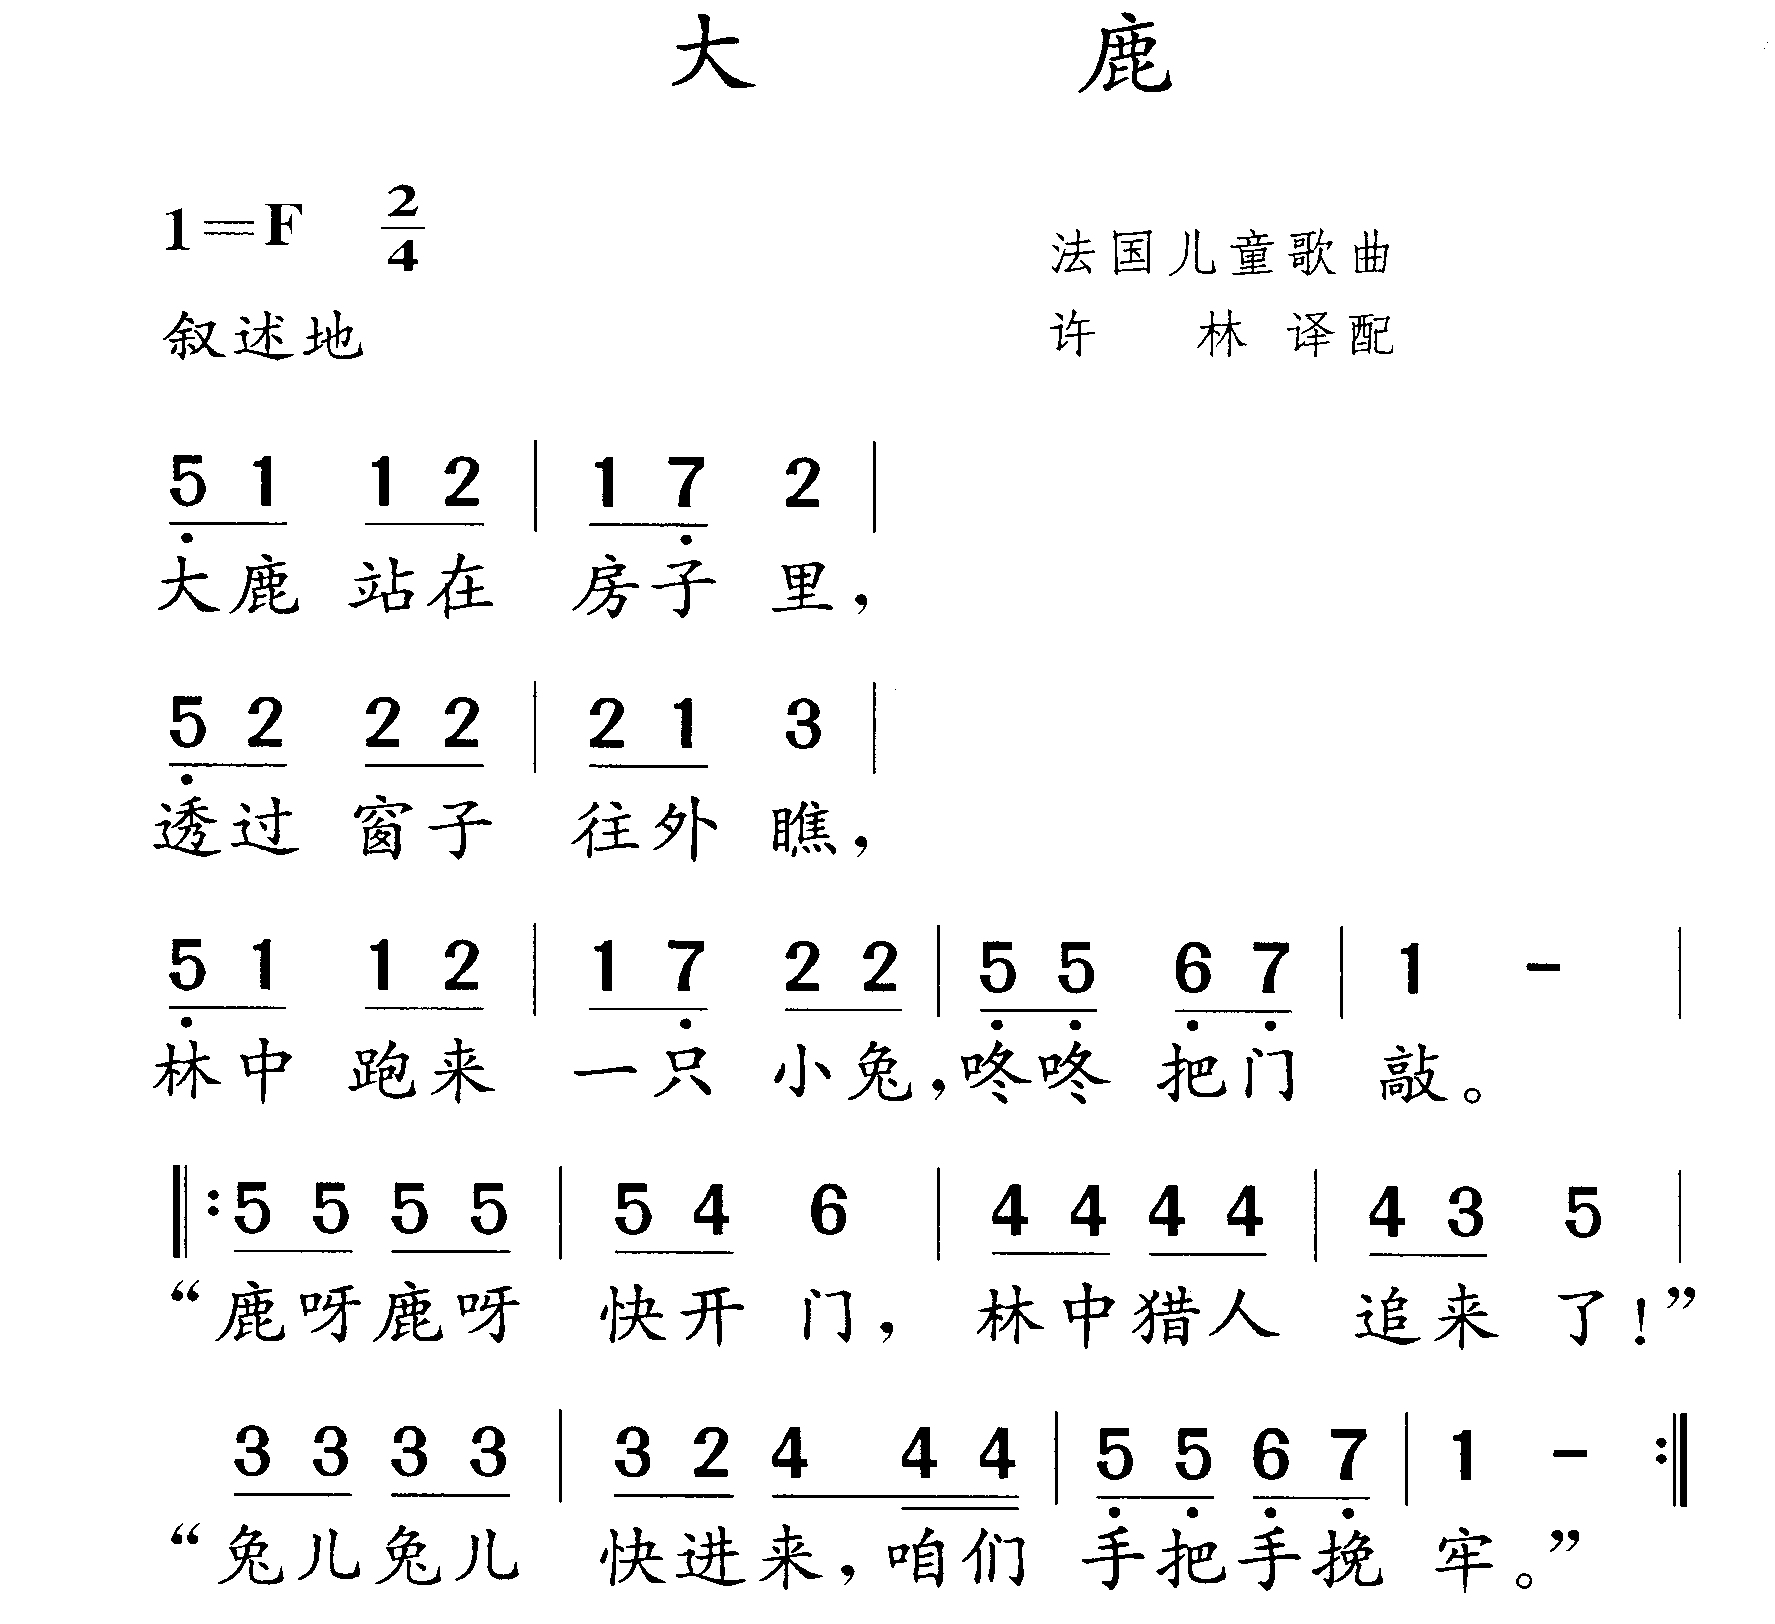 大 鹿
1=F 2/4
法国儿童歌曲
叙述地
许 林 译配
5 1 1 2 | 1 7 2 |
大鹿 站在 房子 里，
5 2 2 2 | 2 1 3 |
透过 窗子 往外 瞧，
5 1 1 2 | 1 7 2 2 | 5 5 6 7 | 1 - |
林中 跑来 一只 小兔，咚咚 把门 敲。
‖: 5 5 5 5 | 5 4 6 | 4 4 4 4 | 4 3 5 |
“鹿呀鹿呀 快开 门，林中猎人 追来 了！”
3 3 3 3 | 3 2 4 4 4 | 5 5 6 7 | 1 - :‖
“兔儿兔儿 快进来，咱们 手把手挽 牢。”